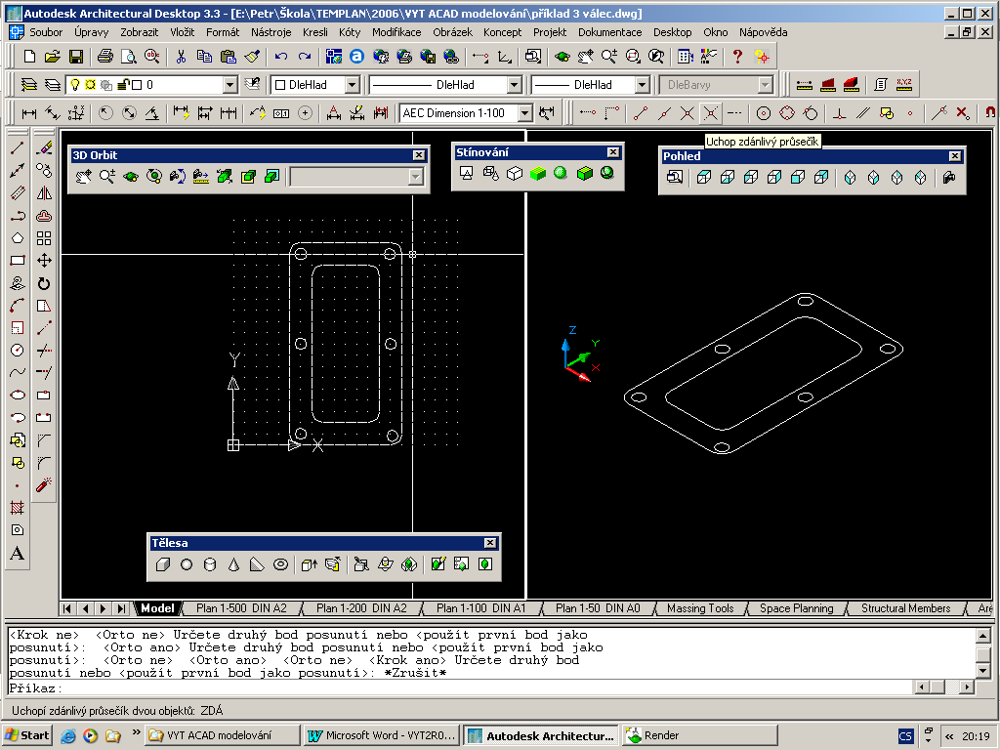 Autodesk Architectural Desktop 3.3 - [E:\Petr\Škola\TEMPLAN\2006\VYT ACAD modelování\příklad 3 válec.dwg]
Soubor Úpravy Zobrazit Vložit Formát Nástroje Kresli Kóty Modifikace Obrázek Koncept Projekt Dokumentace Desktop Okno Nápověda
0 DleHlad DleHlad DleHlad DleBarvy
AEC Dimension 1-100
Uchop zdánlivý průsečík
3D Orbit
Stínování
Pohled
Z
Y
X
Y
X
Tělesa
Model Plan 1-500 DIN A2 Plan 1-200 DIN A2 Plan 1-100 DIN A1 Plan 1-50 DIN A0 Massing Tools Space Planning Structural Members
<Krok ne> <Orto ne> Určete druhý bod posunutí nebo <použít první bod jako
posunutí>: <Orto ano> Určete druhý bod posunutí nebo <použít první bod jako
posunutí>: <Orto ne> <Orto ano> <Orto ne> <Krok ano> Určete druhý bod
posunutí nebo <použít první bod jako posunutí>: *Zrušit*
Příkaz:
Uchopí zdánlivý průsečík dvou objektů: ZDÁ
Start VYT ACAD modelování Microsoft Word - VYT2R0... Autodesk Architectur... Render CS 20:19